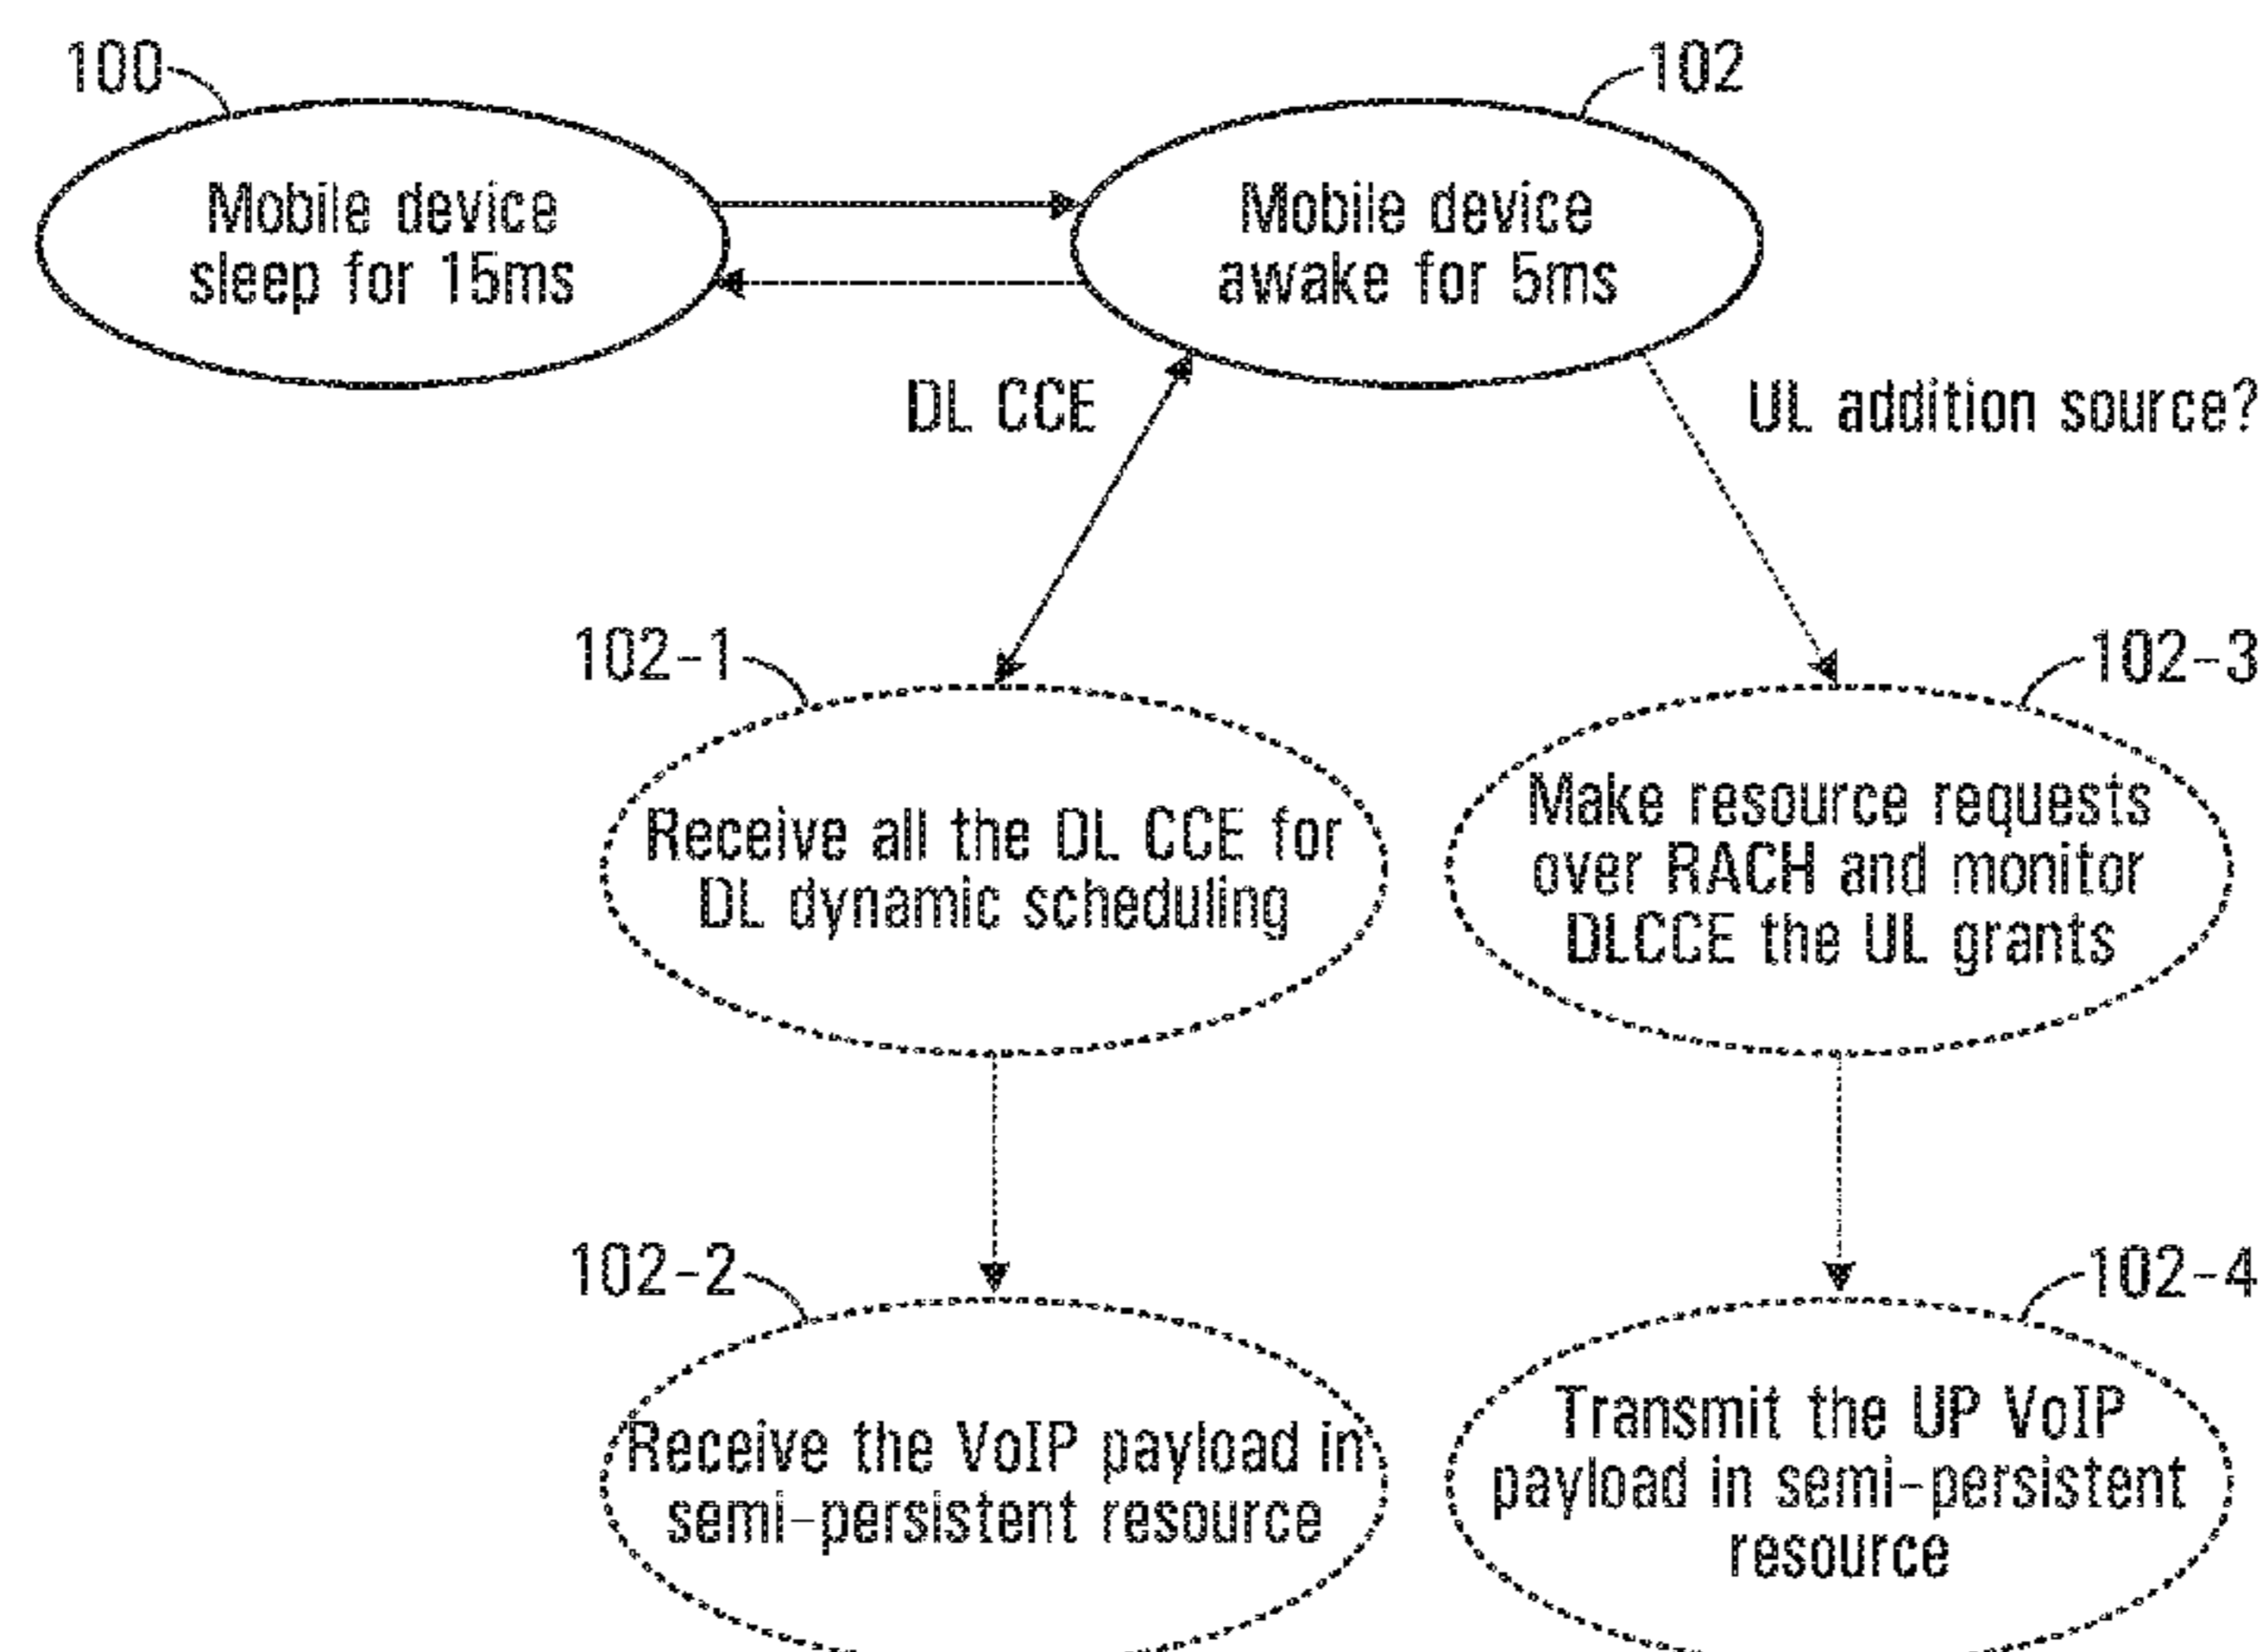 100
102
Mobile device
sleep for 15ms
Mobile device
awake for 5ms
DL CCE
UL addition source?
102-1
102-3
Receive all the DL CCE for
DL dynamic scheduling
Make resource requests
over RACH and monitor
DLCCE the UL grants
102-2
102-4
Receive the VoIP payload in
semi-persistent resource
Transmit the UP VoIP
payload in semi-persistent
resource